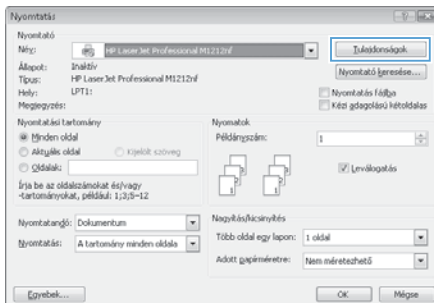 Nyomtatás
Nyomtató
Név: HP LaserJet Professional M1212nf
Tulajdonságok
Állapot: Inaktív
Típus: HP LaserJet Professional M1212nf
Nyomtató keresése...
Hely: LPT1:
Nyomtatás fájlba
Megjegyzés:
Kézi adagolású kétoldalas
Nyomtatási tartomány
Minden oldal
Aktuális oldal
Kijelölt szöveg
Oldalak:
Írja be az oldalszámokat és/vagy
-tartományokat, például: 1;3;5–12
Nyomatok
Példányszám: 1
Leválogatás
Nyomtatandó: Dokumentum
Nyomtatás: A tartomány minden oldala
Nagyítás/kicsinyítés
Több oldal egy lapon: 1 oldal
Adott papírméretre: Nem méretezhető
Egyebek...
OK
Mégse